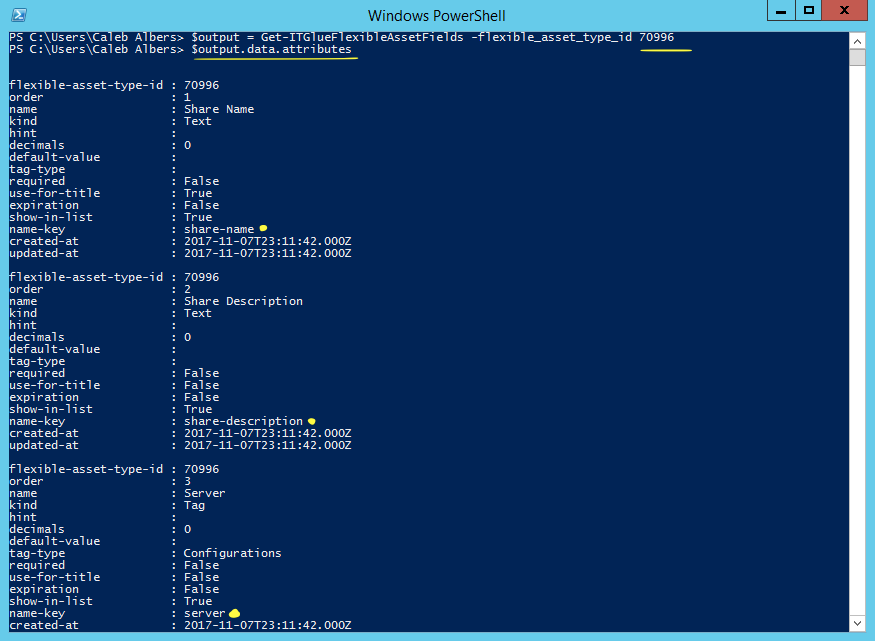 Windows PowerShell
PS C:\Users\Caleb Albers> $output = Get-ITGlueFlexibleAssetFields -flexible_asset_type_id 70996
PS C:\Users\Caleb Albers> $output.data.attributes
flexible-asset-type-id : 70996
order : 1
name : Share Name
kind : Text
hint :
decimals : 0
default-value :
tag-type :
required : False
use-for-title : True
expiration : False
show-in-list : True
name-key : share-name
created-at : 2017-11-07T23:11:42.000Z
updated-at : 2017-11-07T23:11:42.000Z
flexible-asset-type-id : 70996
order : 2
name : Share Description
kind : Text
hint :
decimals : 0
default-value :
tag-type :
required : False
use-for-title : False
expiration : False
show-in-list : True
name-key : share-description
created-at : 2017-11-07T23:11:42.000Z
updated-at : 2017-11-07T23:11:42.000Z
flexible-asset-type-id : 70996
order : 3
name : Server
kind : Tag
hint :
decimals : 0
default-value :
tag-type : Configurations
required : False
use-for-title : False
expiration : False
show-in-list : True
name-key : server
created-at : 2017-11-07T23:11:42.000Z